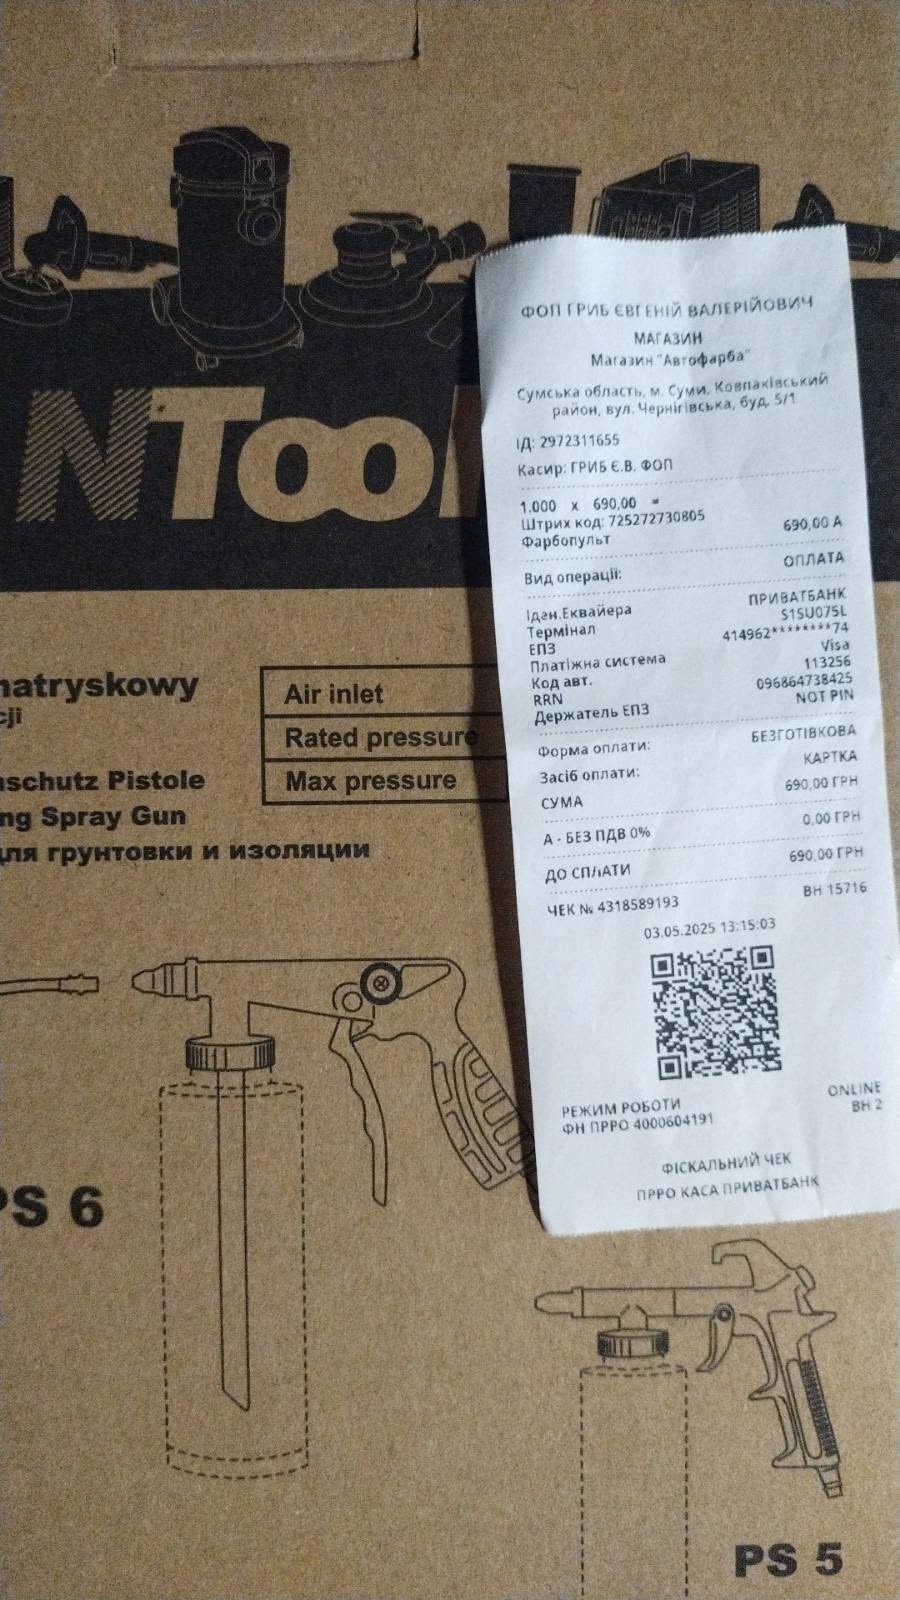 NTool
natryskowy
cji
nschutz Pistole
ng Spray Gun
для грунтовки и изоляции
Air inlet
Rated pressure
Max pressure
PS 6
PS 5
ФОП ГРИБ ЄВГЕНІЙ ВАЛЕРІЙОВИЧ
МАГАЗИН
Магазин "Автофарба"
Сумська область, м. Суми, Ковпаківський
район, вул. Чернігівська, буд. 5/1
ІД: 2972311655
Касир: ГРИБ Є.В. ФОП
1.000 x 690,00 =
Штрих код: 725272730805
Фарбопульт 690,00 А
Вид операції: ОПЛАТА
Іден.Еквайера ПРИВАТБАНК
Термінал S1SU075L
ЕПЗ 414962********74
Платіжна система Visa
Код авт. 113256
RRN 096864738425
Держатель ЕПЗ NOT PIN
Форма оплати: БЕЗГОТІВКОВА
Засіб оплати: КАРТКА
СУМА 690,00 ГРН
А - БЕЗ ПДВ 0% 0,00 ГРН
ДО СПЛАТИ 690,00 ГРН
ЧЕК № 4318589193 ВН 15716
03.05.2025 13:15:03
РЕЖИМ РОБОТИ ONLINE
ФН ПРРО 4000604191 ВН 2
ФІСКАЛЬНИЙ ЧЕК
ПРРО КАСА ПРИВАТБАНК